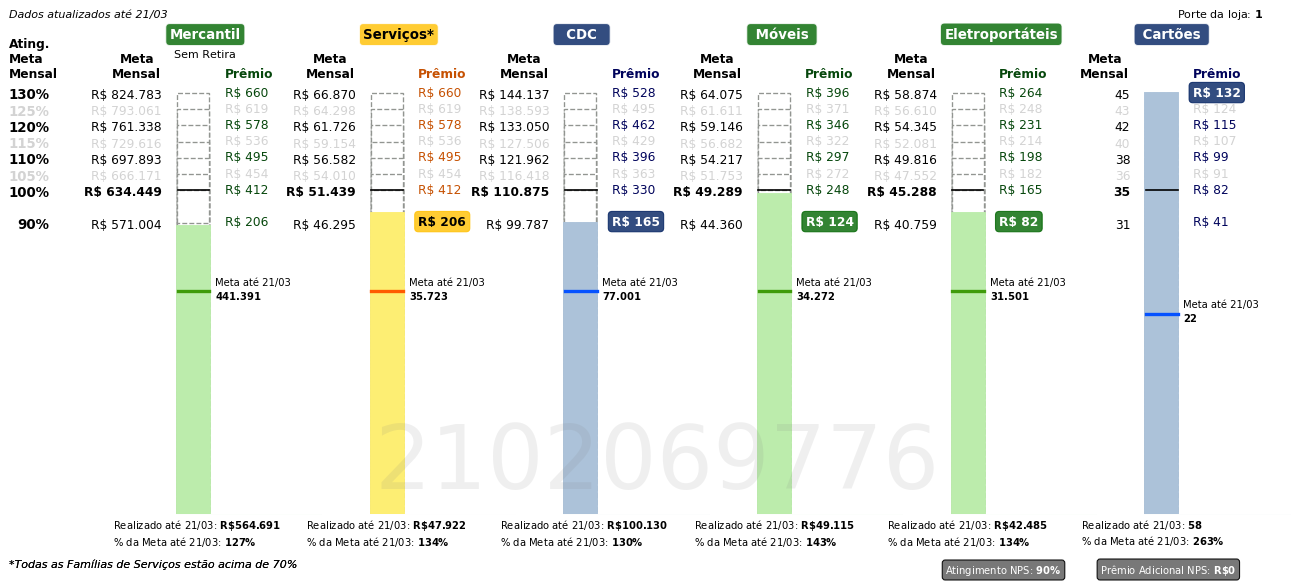 Dados atualizados até 21/03
Porte da loja: 1
Mercantil Serviços* CDC Móveis Eletroportáteis Cartões
Sem Retira
Ating. Meta Mensal
Meta Mensal Prêmio Meta Mensal Prêmio Meta Mensal Prêmio Meta Mensal Prêmio Meta Mensal Prêmio Meta Mensal Prêmio
130% R$ 824.783 R$ 660 R$ 66.870 R$ 660 R$ 144.137 R$ 528 R$ 64.075 R$ 396 R$ 58.874 R$ 264 45 R$ 132
125% R$ 793.061 R$ 619 R$ 64.298 R$ 619 R$ 138.593 R$ 495 R$ 61.611 R$ 371 R$ 56.610 R$ 248 43 R$ 124
120% R$ 761.338 R$ 578 R$ 61.726 R$ 578 R$ 133.050 R$ 462 R$ 59.146 R$ 346 R$ 54.345 R$ 231 42 R$ 115
115% R$ 729.616 R$ 536 R$ 59.154 R$ 536 R$ 127.506 R$ 429 R$ 56.682 R$ 322 R$ 52.081 R$ 214 40 R$ 107
110% R$ 697.893 R$ 495 R$ 56.582 R$ 495 R$ 121.962 R$ 396 R$ 54.217 R$ 297 R$ 49.816 R$ 198 38 R$ 99
105% R$ 666.171 R$ 454 R$ 54.010 R$ 454 R$ 116.418 R$ 363 R$ 51.753 R$ 272 R$ 47.552 R$ 182 36 R$ 91
100% R$ 634.449 R$ 412 R$ 51.439 R$ 412 R$ 110.875 R$ 330 R$ 49.289 R$ 248 R$ 45.288 R$ 165 35 R$ 82
90% R$ 571.004 R$ 206 R$ 46.295 R$ 206 R$ 99.787 R$ 165 R$ 44.360 R$ 124 R$ 40.759 R$ 82 31 R$ 41
Meta até 21/03 Meta até 21/03 Meta até 21/03 Meta até 21/03 Meta até 21/03
441.391 35.723 77.001 34.272 31.501
Meta até 21/03
22
2102069776
Realizado até 21/03: R$564.691 Realizado até 21/03: R$47.922 Realizado até 21/03: R$100.130 Realizado até 21/03: R$49.115 Realizado até 21/03: R$42.485 Realizado até 21/03: 58
% da Meta até 21/03: 127% % da Meta até 21/03: 134% % da Meta até 21/03: 130% % da Meta até 21/03: 143% % da Meta até 21/03: 134% % da Meta até 21/03: 263%
*Todas as Famílias de Serviços estão acima de 70%
Atingimento NPS: 90% Prêmio Adicional NPS: R$0